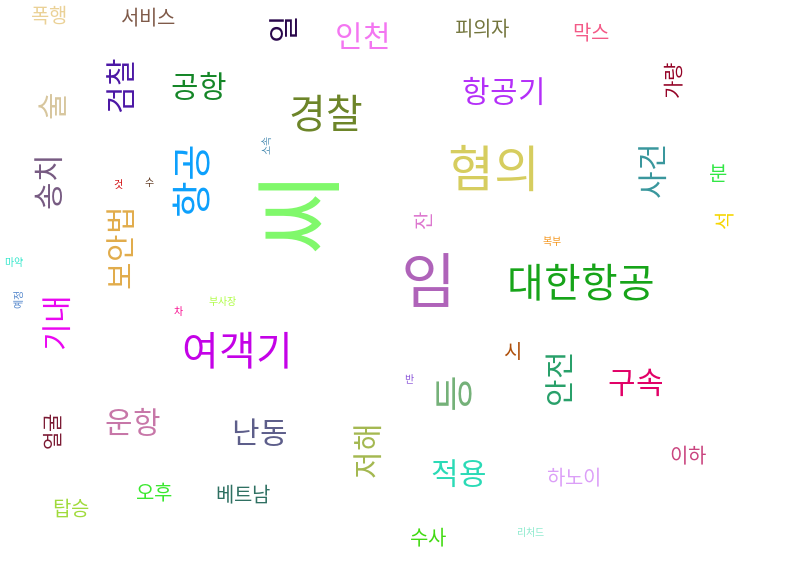 폭행
서비스
일
인천
피의자
막스
검찰
공항
항공기
가량
술
경찰
소속
항공
혐의
사건
분
송치
것
수
씨
잔
석
보안법
복부
마약
임
대한항공
예정
기내
부사장
차
여객기
시
안전
반
등
구속
얼굴
운항
난동
저해
적용
하노이
이하
탑승
오후
베트남
수사
리처드